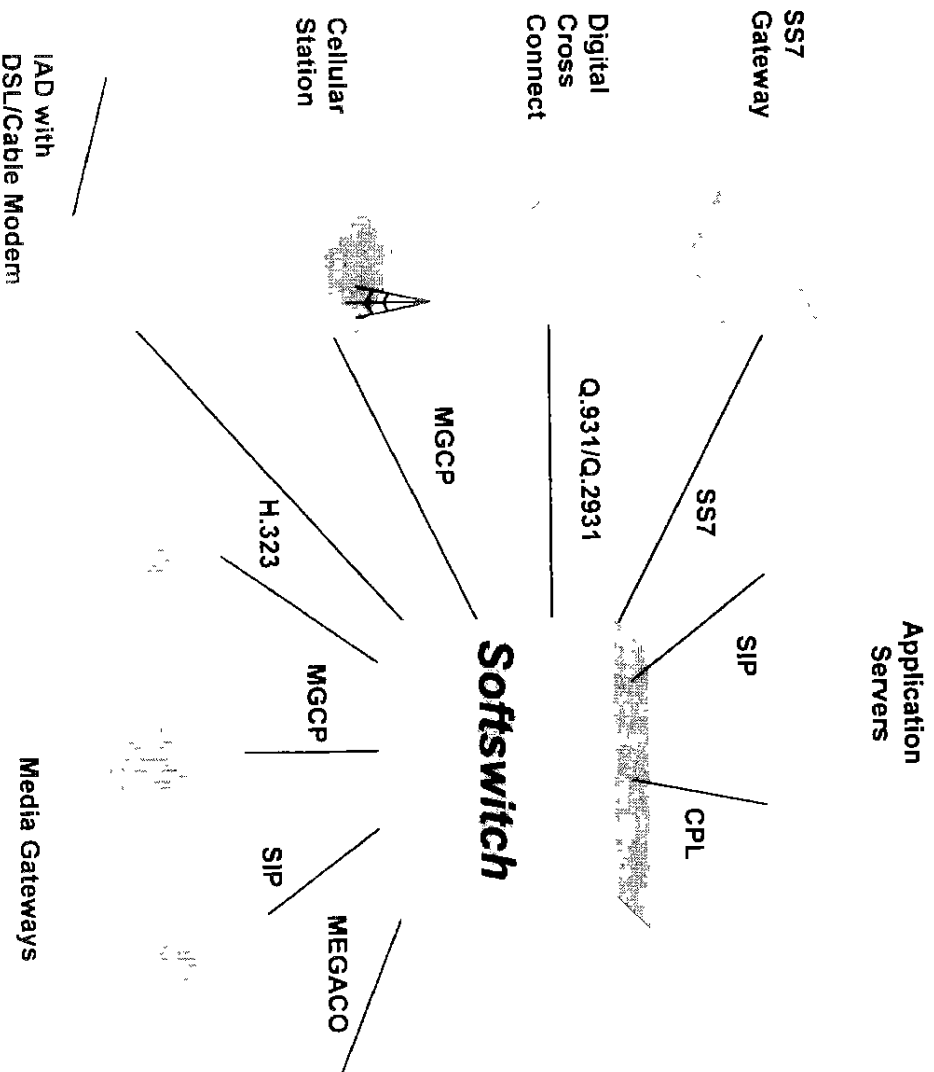 Application
Servers
SS7
Gateway
SIP
SS7
CPL
Digital
Cross
Connect
Q.931/Q.2931
Softswitch
MGCP
Cellular
Station
H.323
MGCP
SIP
MEGACO
IAD with
DSL/Cable Modem
Media Gateways